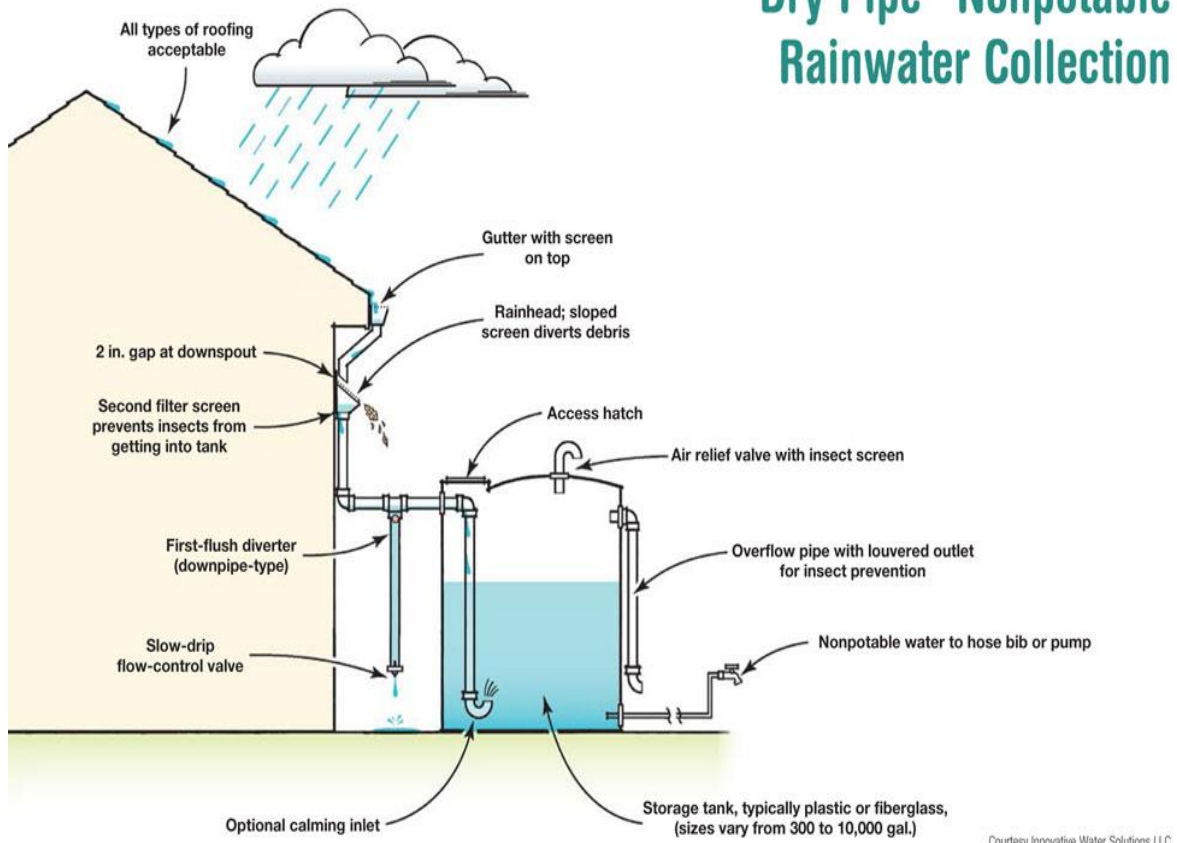 Dry Pipe Nonpotable
Rainwater Collection
All types of roofing
acceptable
Gutter with screen
on top
Rainhead; sloped
screen diverts debris
2 in. gap at downspout
Second filter screen
prevents insects from
getting into tank
Access hatch
Air relief valve with insect screen
First-flush diverter
(downpipe-type)
Overflow pipe with louvered outlet
for insect prevention
Slow-drip
flow-control valve
Nonpotable water to hose bib or pump
Optional calming inlet
Storage tank, typically plastic or fiberglass,
(sizes vary from 300 to 10,000 gal.)
Courtesy Innovative Water Solutions LLC